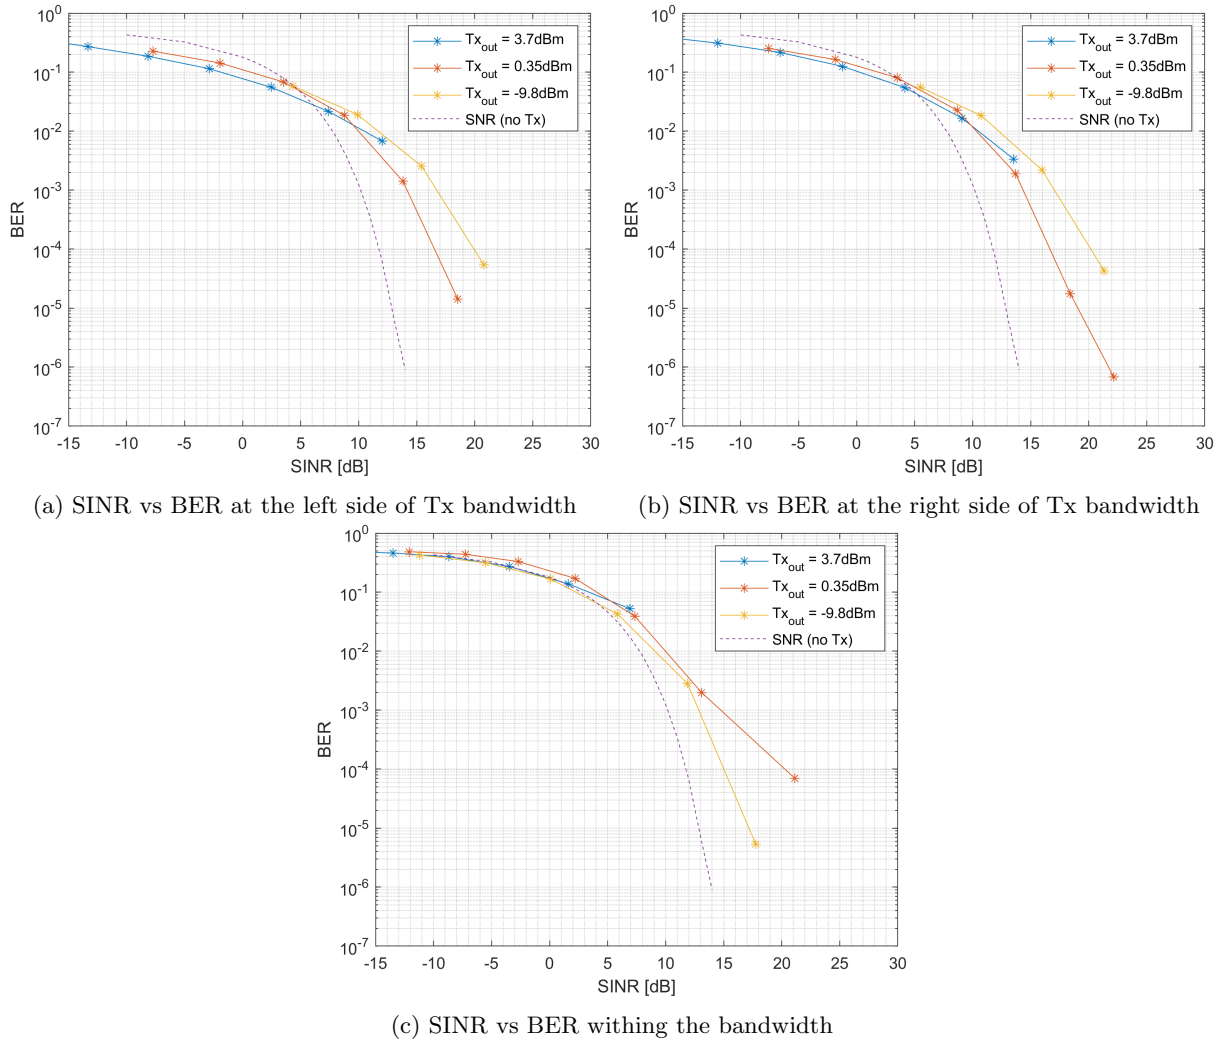 10^0
10^-1
10^-2
10^-3
10^-4
10^-5
10^-6
10^-7
BER
-15 -10 -5 0 5 10 15 20 25 30
SINR [dB]
Tx_out = 3.7dBm
Tx_out = 0.35dBm
Tx_out = -9.8dBm
SNR (no Tx)
(a) SINR vs BER at the left side of Tx bandwidth
10^0
10^-1
10^-2
10^-3
10^-4
10^-5
10^-6
10^-7
BER
-15 -10 -5 0 5 10 15 20 25 30
SINR [dB]
Tx_out = 3.7dBm
Tx_out = 0.35dBm
Tx_out = -9.8dBm
SNR (no Tx)
(b) SINR vs BER at the right side of Tx bandwidth
10^0
10^-1
10^-2
10^-3
10^-4
10^-5
10^-6
10^-7
BER
-15 -10 -5 0 5 10 15 20 25 30
SINR [dB]
Tx_out = 3.7dBm
Tx_out = 0.35dBm
Tx_out = -9.8dBm
SNR (no Tx)
(c) SINR vs BER withing the bandwidth